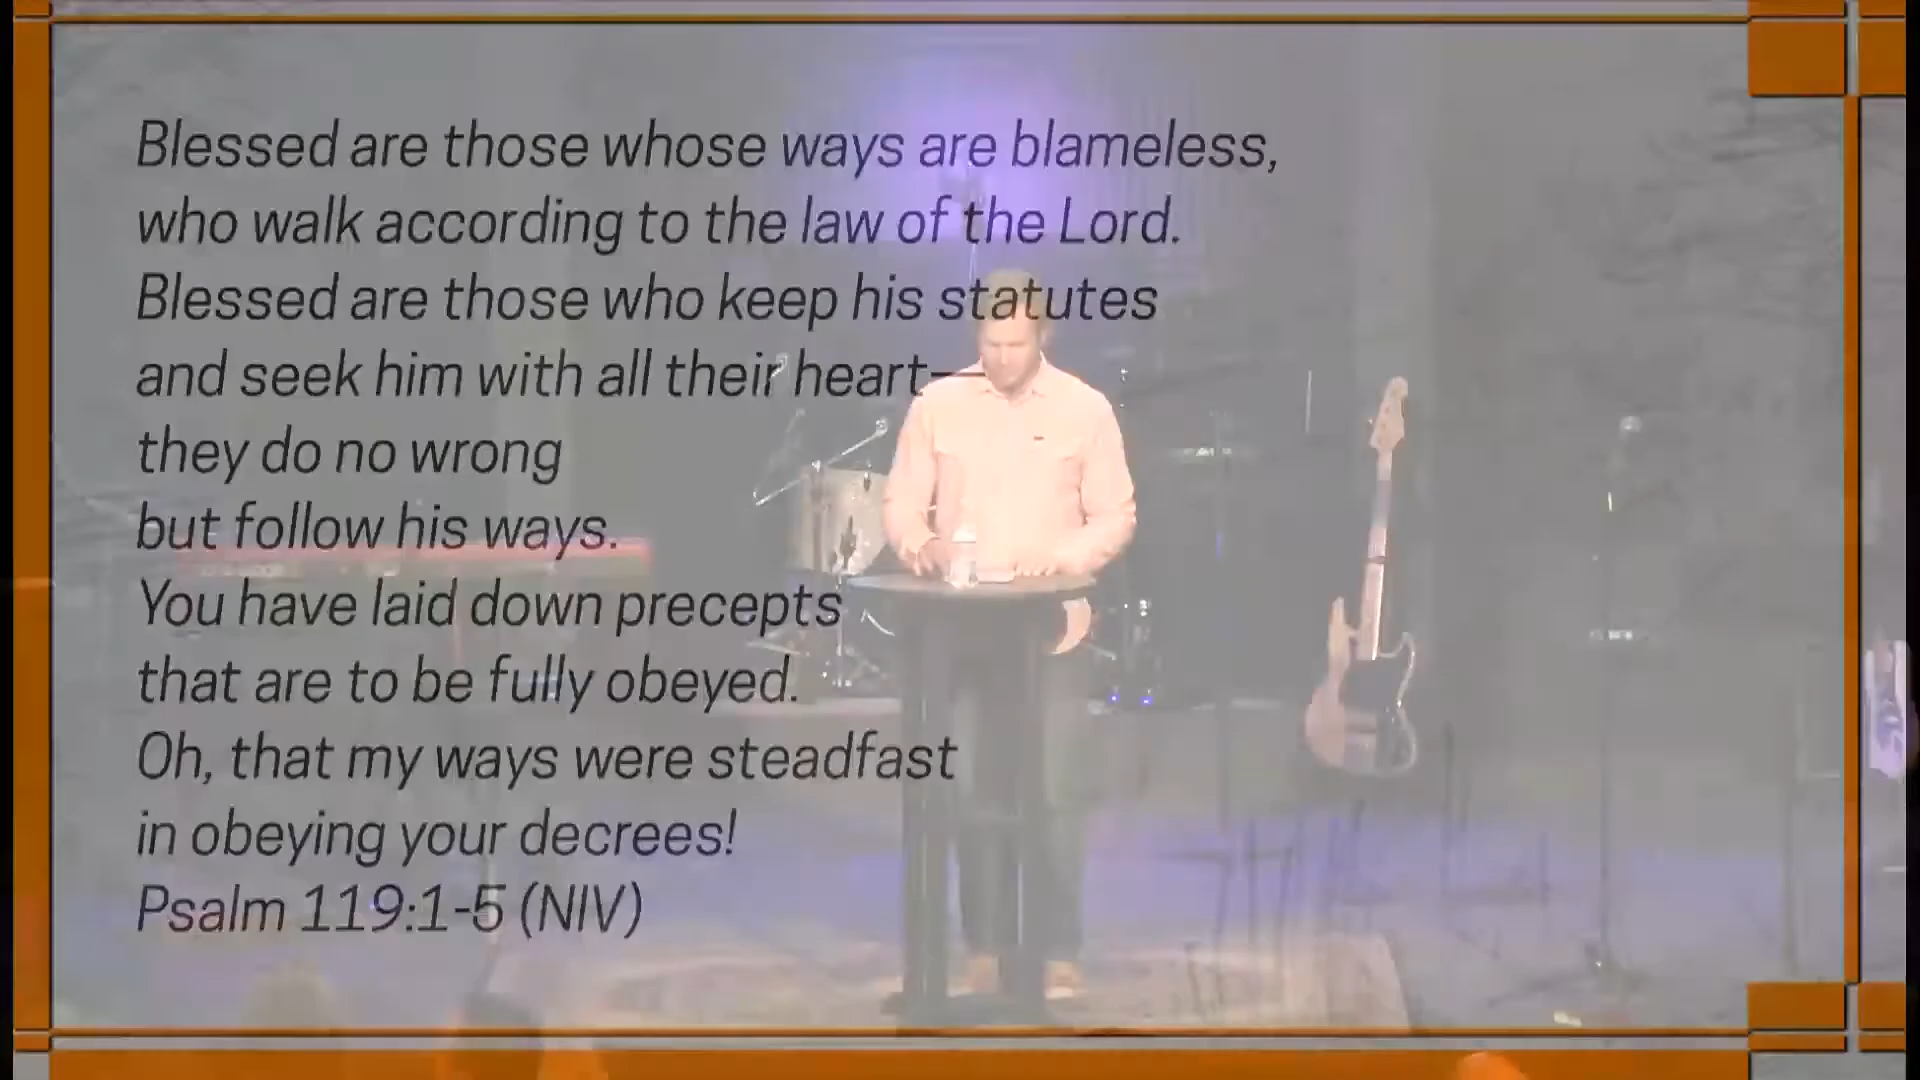 Blessed are those whose ways are blameless,
who walk according to the law of the Lord.
Blessed are those who keep his statutes
and seek him with all their heart—
they do no wrong
but follow his ways.
You have laid down precepts
that are to be fully obeyed.
Oh, that my ways were steadfast
in obeying your decrees!
Psalm 119:1-5 (NIV)